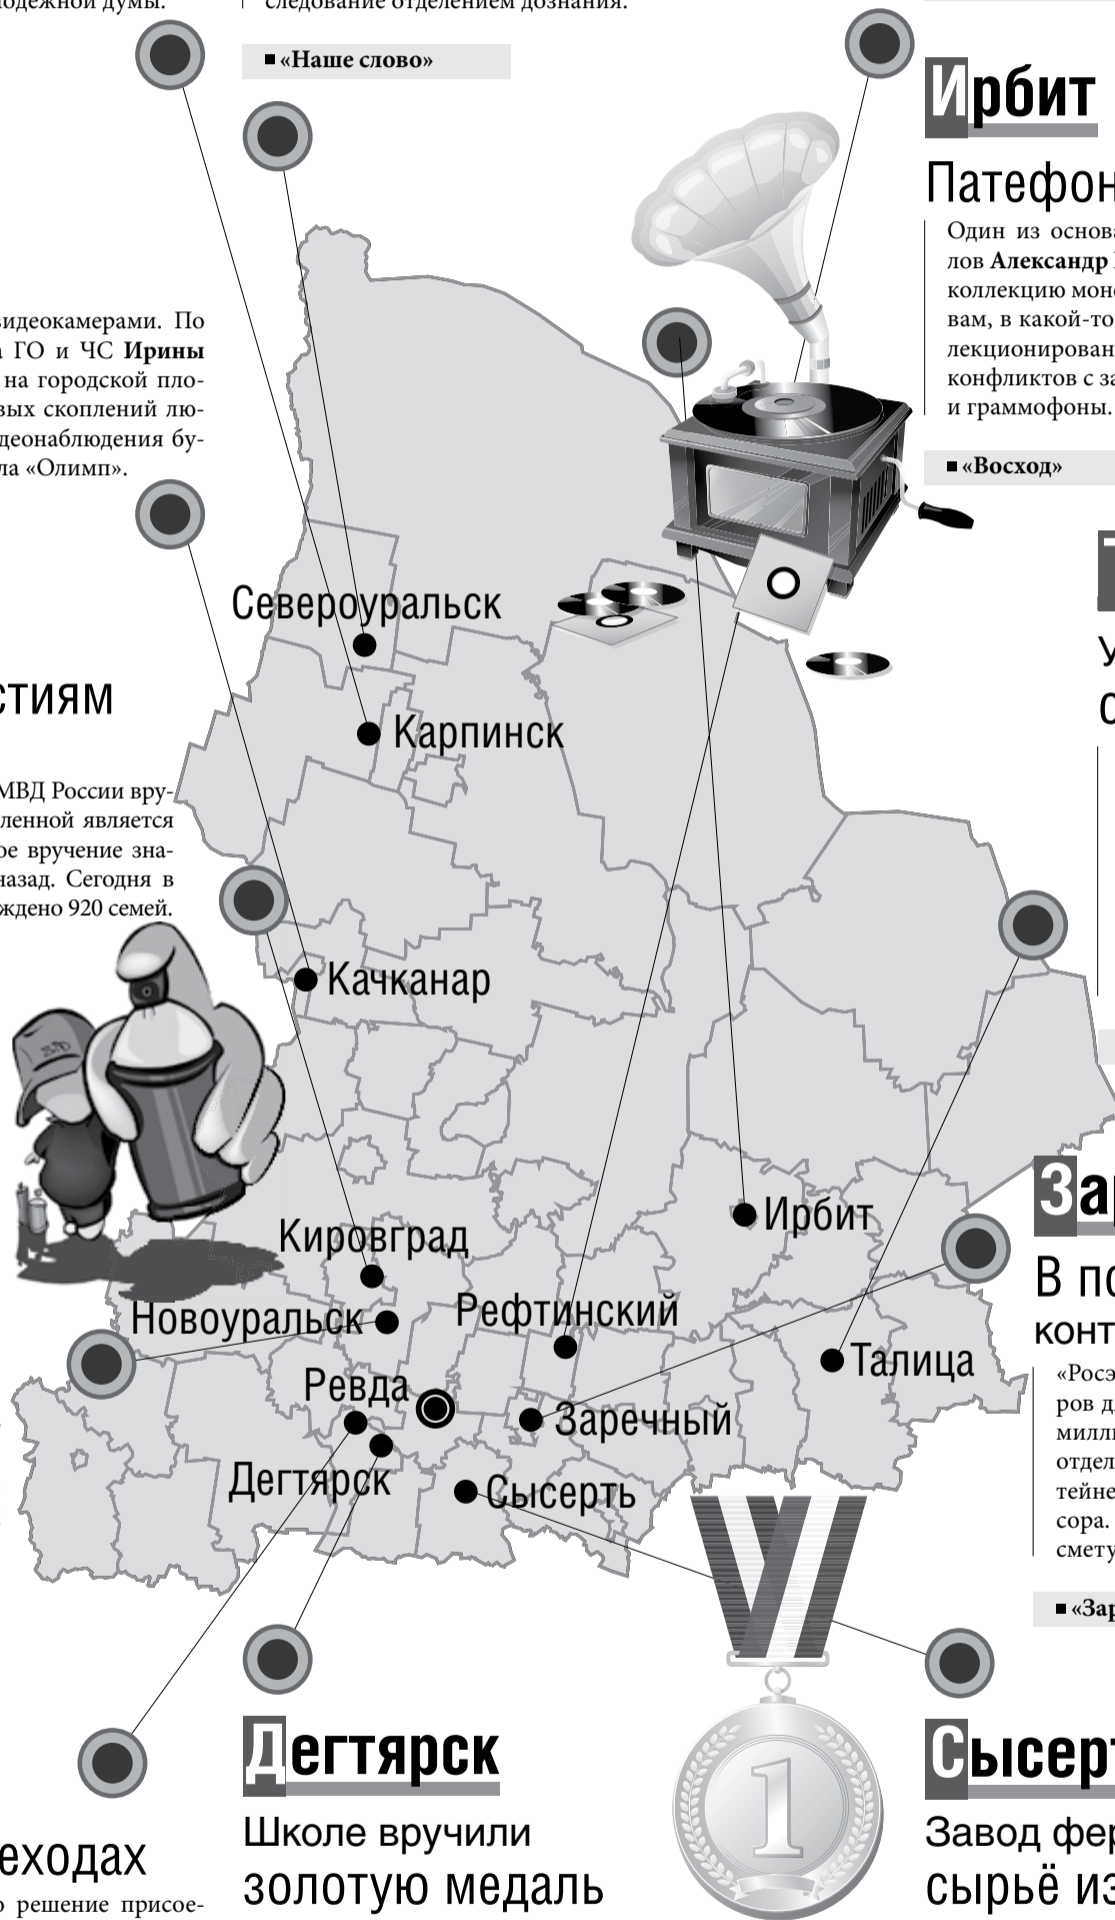 одежной думы.
следование отделением дознания.
«Наше слово»
видеокамерами. По
ГО и ЧС Ирины
на городской пло-
вых скоплений лю-
деонаблюдения бу-
ла «Олимп».
стиям
МВД России вру-
ленной является
ое вручение зна-
назад. Сегодня в
ждено 920 семей.
Ирбит
Патефон
Один из основа
лов Александр
коллекцию моне
вам, в какой-то
лекционирован
конфликтов с за
и граммофоны.
«Восход»
Североуральск
Карпинск
Качканар
Кировград
Ирбит
Новоуральск
Рефтинский
Ревда
Талица
Заречный
Дегтярск
Сысерть
Зар
В по
конт
«Росэ
ров д
милли
отдел
тейне
сора.
смету
«Зар
еходах
решение присое-
Дегтярск
Школе вручили
золотую медаль
1
Сысерт
Завод фер
сырьё из